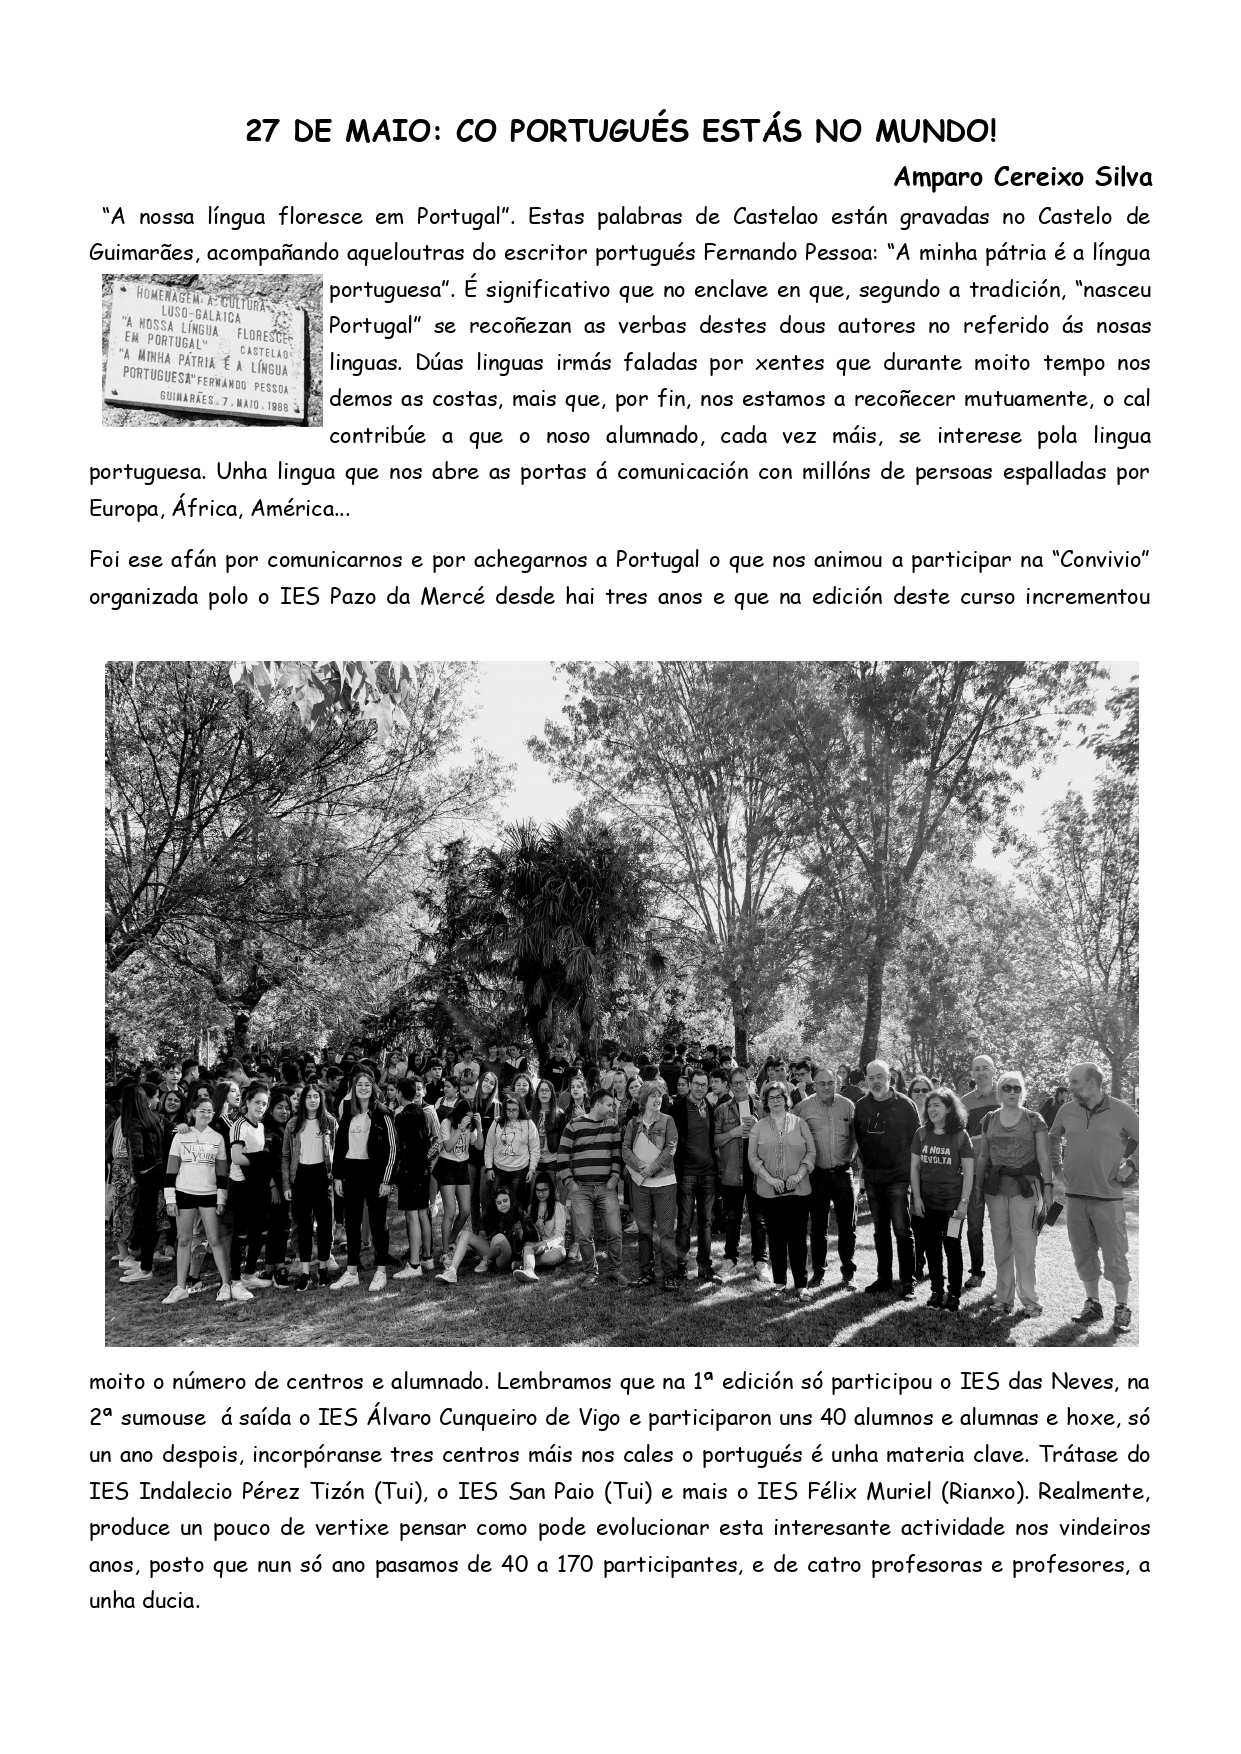 27 DE MAIO: CO PORTUGUÉS ESTÁS NO MUNDO!
Amparo Cereixo Silva
“A nossa língua floresce em Portugal”. Estas palabras de Castelao están gravadas no Castelo de
Guimarães, acompañando aqueloutras do escritor portugués Fernando Pessoa: “A minha pátria é a língua
portuguesa”. É significativo que no enclave en que, segundo a tradición, “nasceu
Portugal” se recoñezan as verbas destes dous autores no referido ás nosas
linguas. Dúas linguas irmás faladas por xentes que durante moito tempo nos
demos as costas, mais que, por fin, nos estamos a recoñecer mutuamente, o cal
contribúe a que o noso alumnado, cada vez máis, se interese pola lingua
portuguesa. Unha lingua que nos abre as portas á comunicación con millóns de persoas espalladas por
Europa, África, América...
HOMENAGEM A CULTURA
LUSO-GALAICA
"A NOSSA LÍNGUA FLORESCE
EM PORTUGAL"
CASTELAO
"A MINHA PÁTRIA É A LÍNGUA
PORTUGUESA" FERNANDO PESSOA
GUIMARÃES, 7. MAIO. 1988
Foi ese afán por comunicarnos e por achegarnos a Portugal o que nos animou a participar na “Convivio”
organizada polo o IES Pazo da Mercé desde hai tres anos e que na edición deste curso incrementou
NEW
YORK
A NOSA
REVOLTA
moito o número de centros e alumnado. Lembramos que na 1ª edición só participou o IES das Neves, na
2ª sumouse á saída o IES Álvaro Cunqueiro de Vigo e participaron uns 40 alumnos e alumnas e hoxe, só
un ano despois, incorpóranse tres centros máis nos cales o portugués é unha materia clave. Trátase do
IES Indalecio Pérez Tizón (Tui), o IES San Paio (Tui) e mais o IES Félix Muriel (Rianxo). Realmente,
produce un pouco de vertixe pensar como pode evolucionar esta interesante actividade nos vindeiros
anos, posto que nun só ano pasamos de 40 a 170 participantes, e de catro profesoras e profesores, a
unha ducia.